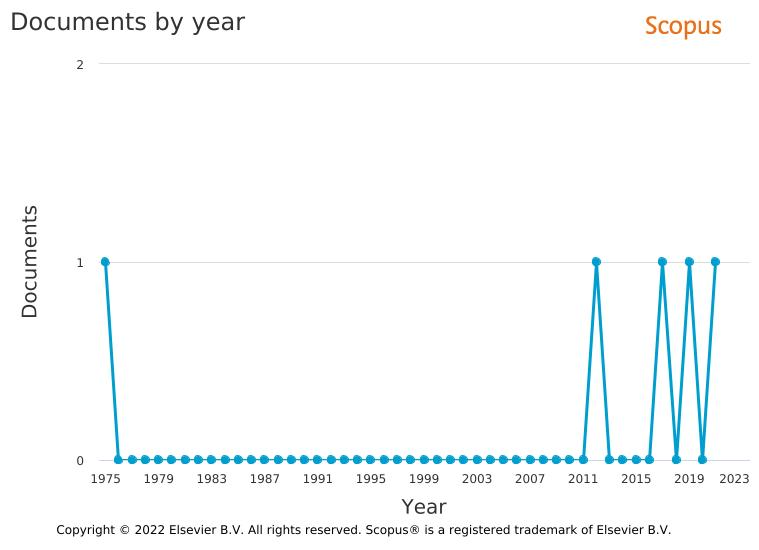 Documents by year
Scopus
2
1
0
Documents
1975 1979 1983 1987 1991 1995 1999 2003 2007 2011 2015 2019 2023
Year
Copyright © 2022 Elsevier B.V. All rights reserved. Scopus® is a registered trademark of Elsevier B.V.